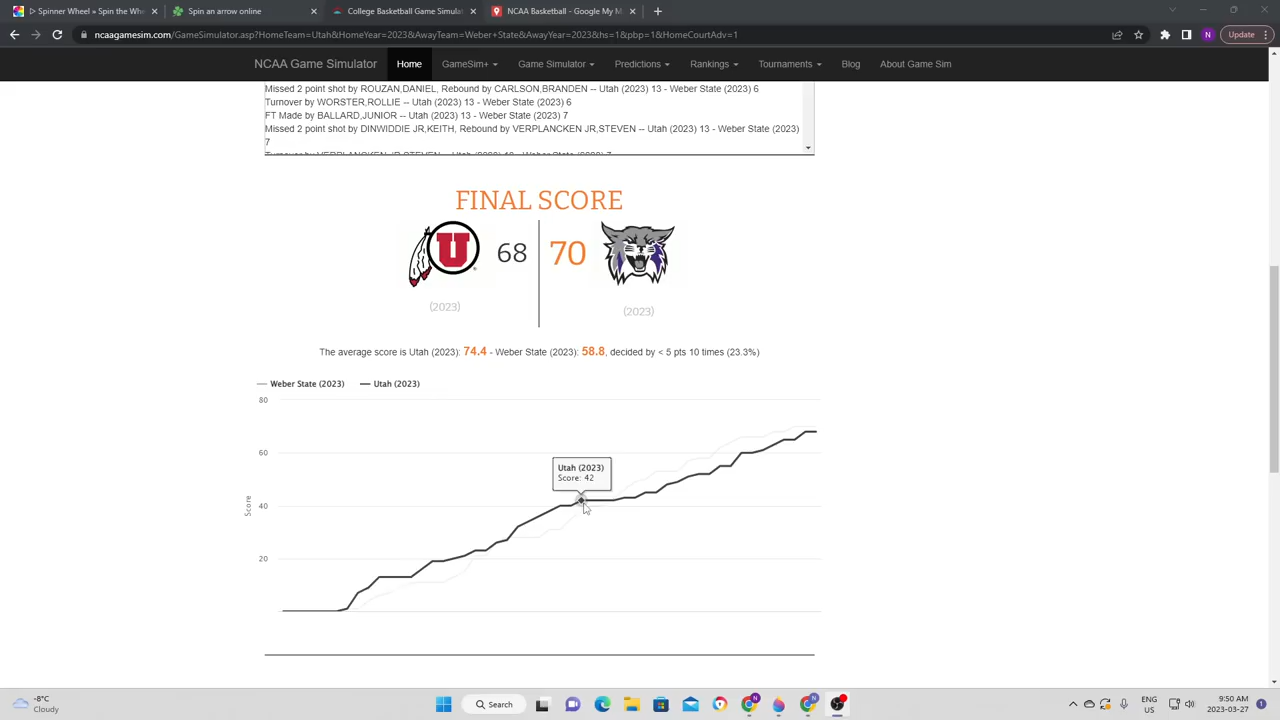 Spinner Wheel » Spin the Wh
Spin an arrow online
College Basketball Game Simulat
NCAA Basketball - Google My M
ncaagamesim.com/GameSimulator.asp?HomeTeam=Utah&HomeYear=2023&AwayTeam=Weber+State&AwayYear=2023&hs=1&pbp=1&HomeCourtAdv=1
N
Update
NCAA Game Simulator Home GameSim+ Game Simulator Predictions Rankings Tournaments Blog About Game Sim
Missed 2 point shot by ROUZAN,DANIEL, Rebound by CARLSON,BRANDEN -- Utah (2023) 13 - Weber State (2023) 6
Turnover by WORSTER,ROLLIE -- Utah (2023) 13 - Weber State (2023) 6
FT Made by BALLARD,JUNIOR -- Utah (2023) 13 - Weber State (2023) 7
Missed 2 point shot by DINWIDDIE JR,KEITH, Rebound by VERPLANCKEN JR,STEVEN -- Utah (2023) 13 - Weber State (2023)
7
FINAL SCORE
U 68 70
(2023) (2023)
The average score is Utah (2023): 74.4 - Weber State (2023): 58.8, decided by < 5 pts 10 times (23.3%)
Weber State (2023) Utah (2023)
80
60
Utah (2023)
Score: 42
40
Score
20
-8°C
Cloudy
Search
ENG
US
9:50 AM
2023-03-27
1